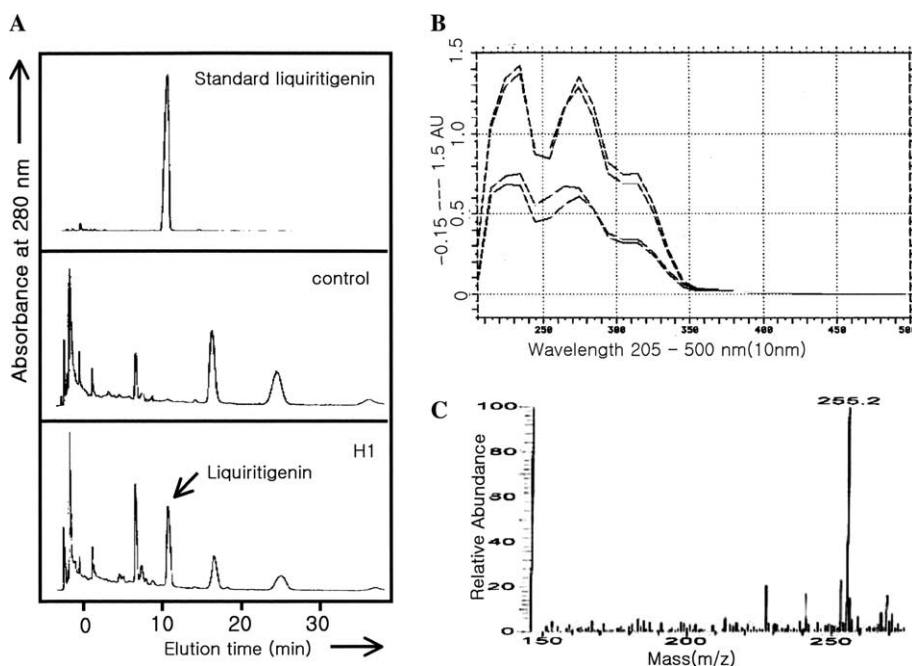 A
Absorbance at 280 nm
Standard liquiritigenin
control
H1
Liquiritigenin
0 10 20 30
Elution time (min)
B
-0.15 --- 1.5 AU
1.5
1.0
0.5
0
250 300 350 400 450 500
Wavelength 205 - 500 nm(10nm)
C
Relative Abundance
100
80
60
40
20
0
255.2
150 200 250
Mass(m/z)